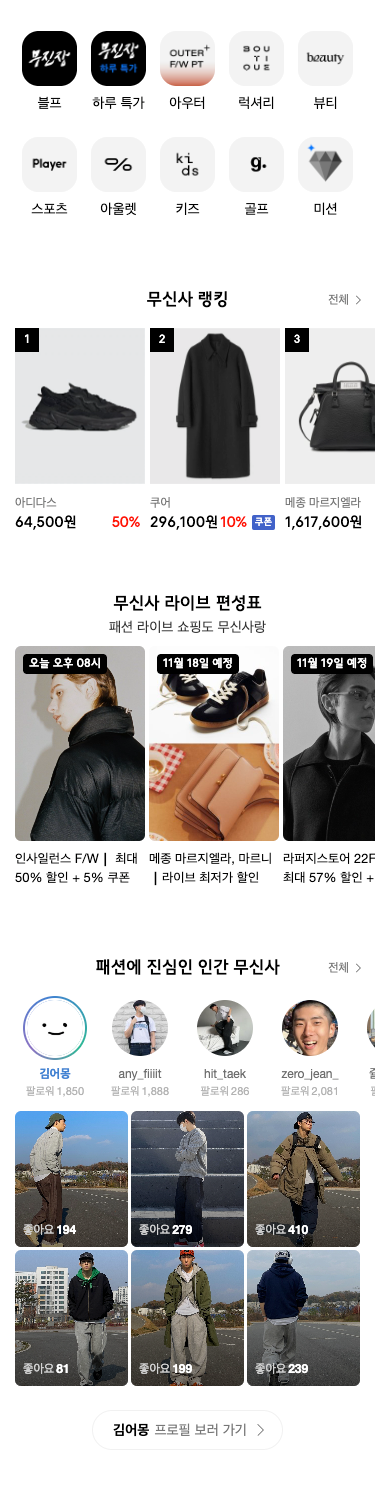 무진장
무진장
하루 특가
OUTER+
F/W PT
BOU
TI
QUE
beauty
블프
하루 특가
아우터
럭셔리
뷰티
Player
%
ki
ds
g.
스포츠
아울렛
키즈
골프
미션
무신사 랭킹
전체
1
2
3
아디다스
쿠어
메종 마르지엘라
64,500원
50%
296,100원
10%
쿠폰
1,617,600원
무신사 라이브 편성표
패션 라이브 쇼핑도 무신사랑
오늘 오후 08시
11월 18일 예정
11월 19일 예정
인사일런스 F/W | 최대
50% 할인 + 5% 쿠폰
메종 마르지엘라, 마르니
| 라이브 최저가 할인
라퍼지스토어 22F
최대 57% 할인 +
패션에 진심인 인간 무신사
전체
김어몽
any_fiiiit
hit_taek
zero_jean_
팔로워 1,850
팔로워 1,888
팔로워 286
팔로워 2,081
좋아요 194
좋아요 279
좋아요 410
좋아요 81
좋아요 199
좋아요 239
김어몽 프로필 보러 가기